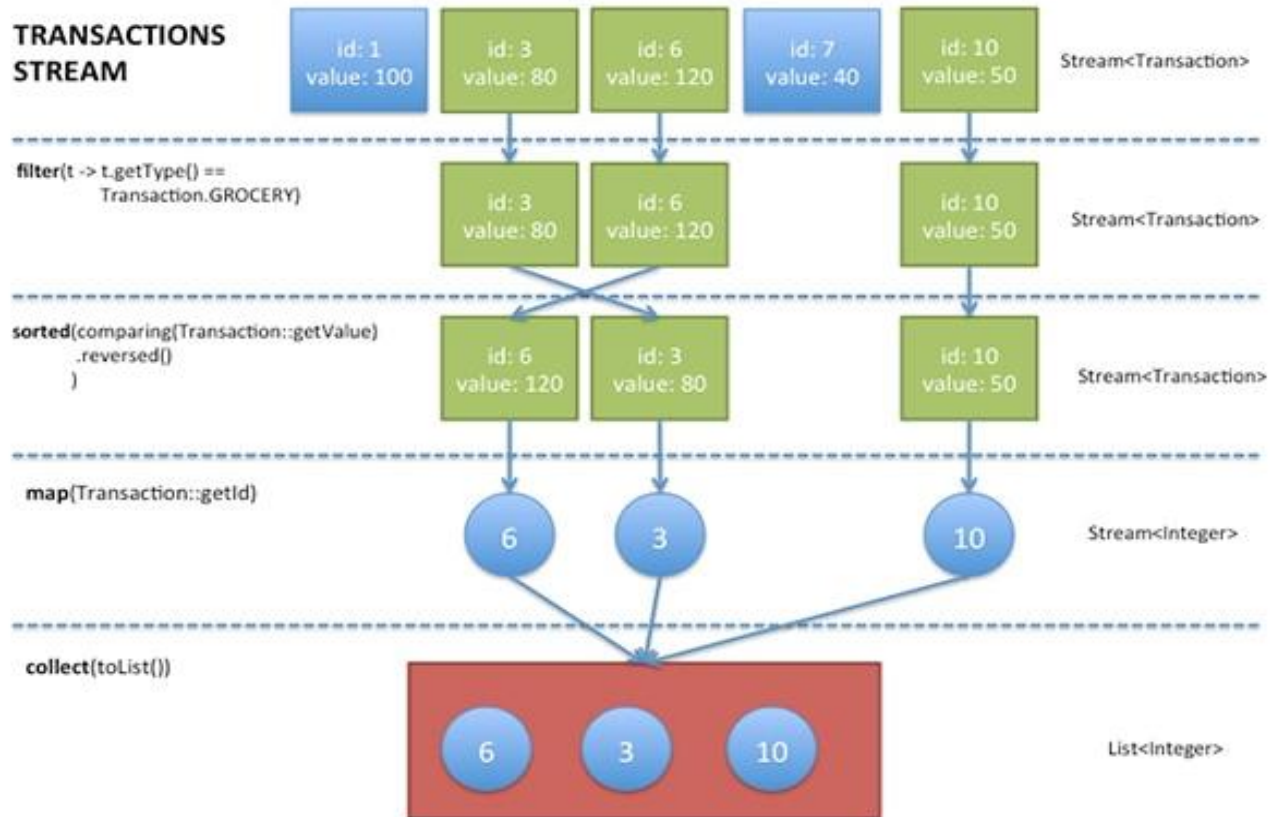 TRANSACTIONS
STREAM
id: 1
value: 100
id: 3
value: 80
id: 6
value: 120
id: 7
value: 40
id: 10
value: 50
Stream<Transaction>
filter(t -> t.getType() ==
Transaction.GROCERY)
id: 3
value: 80
id: 6
value: 120
id: 10
value: 50
Stream<Transaction>
sorted(comparing(Transaction::getValue)
.reversed()
)
id: 6
value: 120
id: 3
value: 80
id: 10
value: 50
Stream<Transaction>
map(Transaction::getId)
6
3
10
Stream<Integer>
collect(toList())
6
3
10
List<Integer>